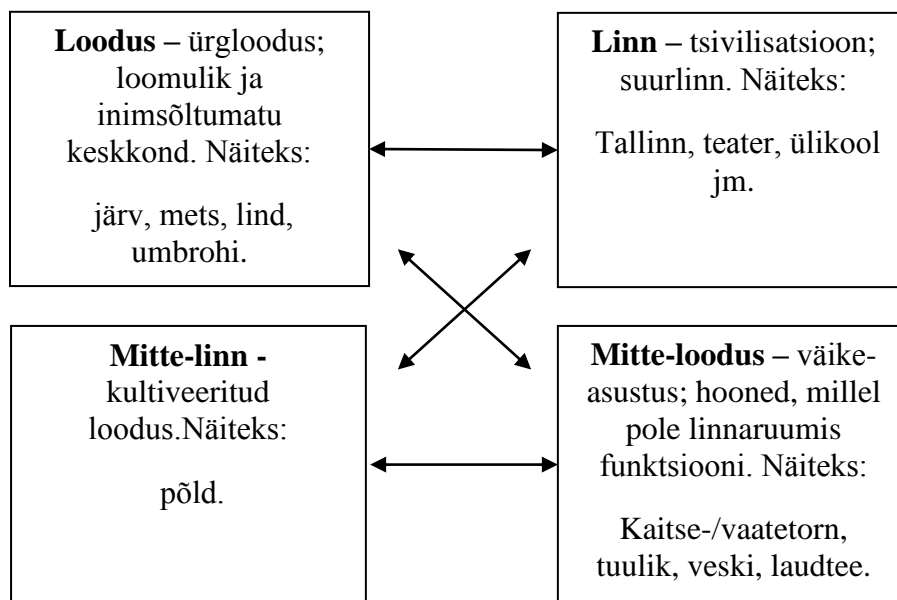 Loodus – ürgloodus;
loomulik ja
inimsõltumatu
keskkond. Näiteks:
järv, mets, lind,
umbrohi.
Linn – tsivilisatsioon;
suurlinn. Näiteks:
Tallinn, teater, ülikool
jm.
Mitte-linn -
kultiveeritud
loodus.Näiteks:
põld.
Mitte-loodus – väike-
asustus; hooned, millel
pole linnaruumis
funktsiooni. Näiteks:
Kaitse-/vaatetorn,
tuulik, veski, laudtee.